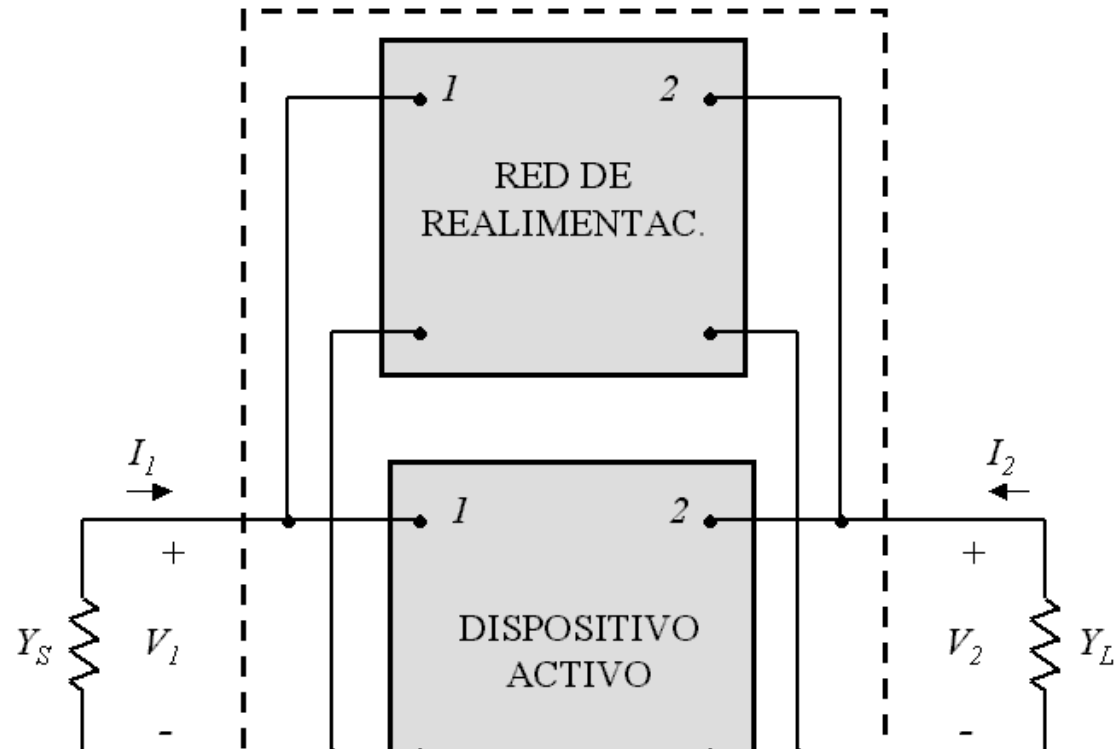 1 2
RED DE
REALIMENTAC.
I1 I2
1 2
+ +
DISPOSITIVO
ACTIVO
YS V1 V2 YL
- -